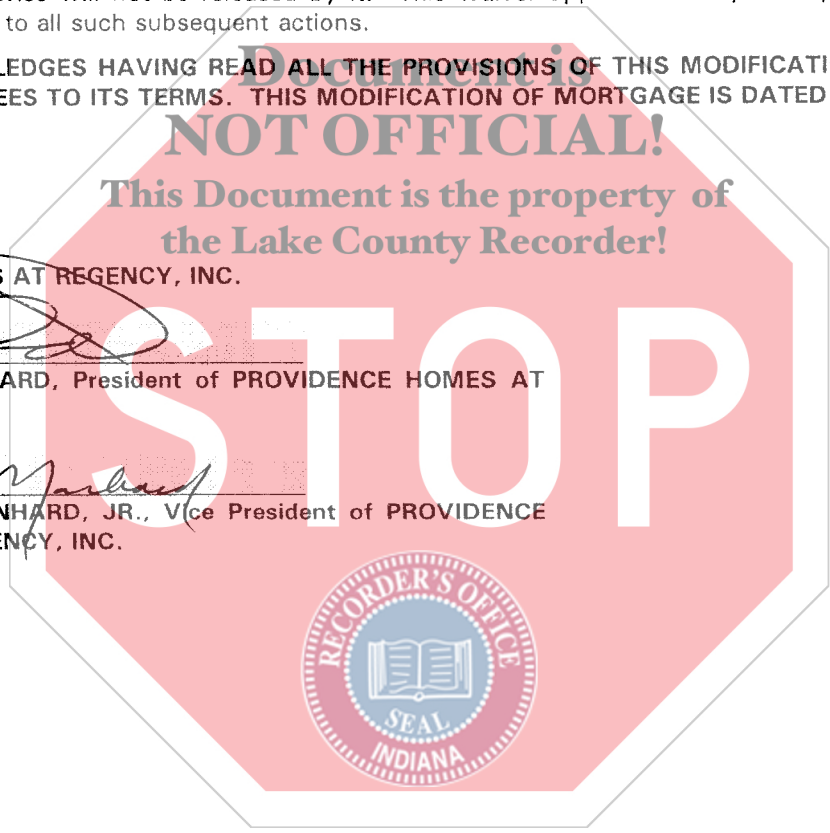 to all such subsequent actions.
LEDGES HAVING READ ALL THE PROVISIONS OF THIS MODIFICATI
EES TO ITS TERMS. THIS MODIFICATION OF MORTGAGE IS DATED
Document is
NOT OFFICIAL!
This Document is the property of
the Lake County Recorder!
S AT REGENCY, INC.
STOP
ARD, President of PROVIDENCE HOMES AT
NHARD, JR., Vice President of PROVIDENCE
ENCY, INC.
RECORDER'S OFFICE
SEAL
INDIANA